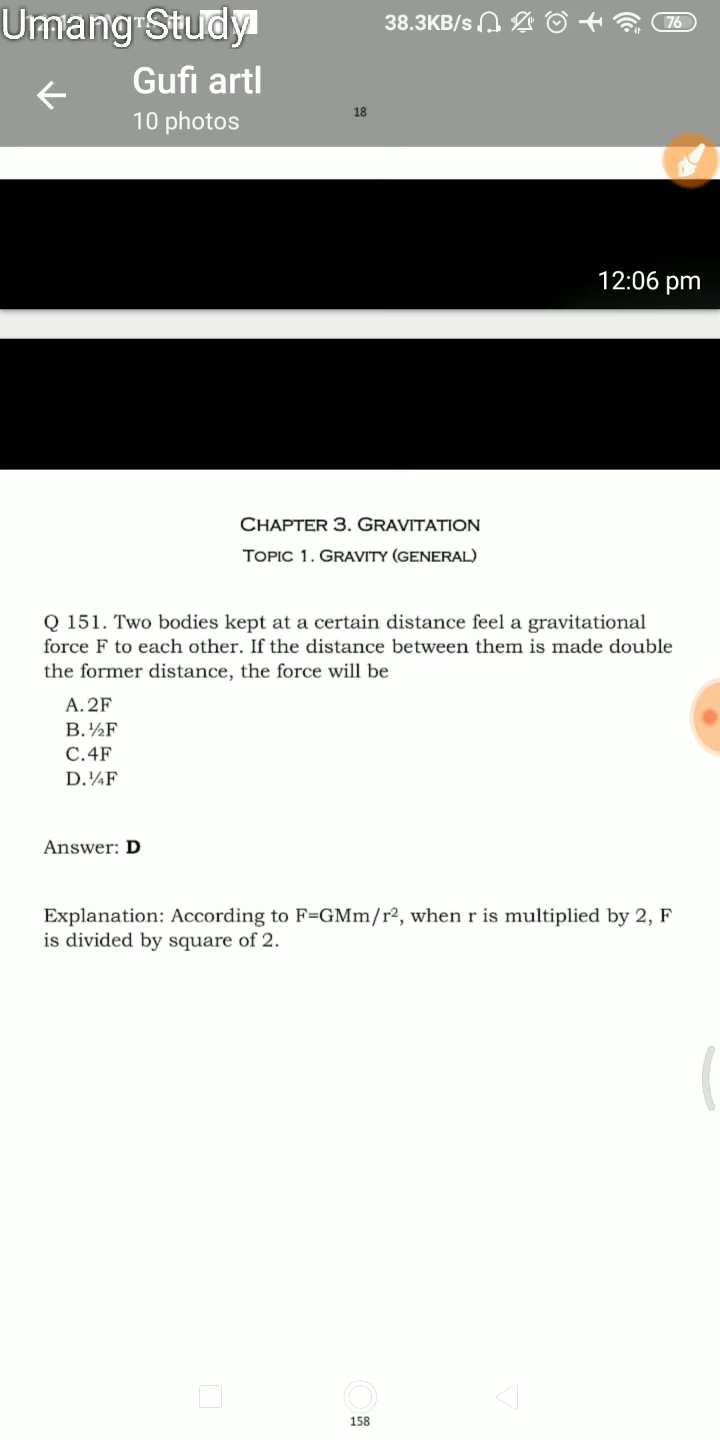 Umang Study
38.3KB/s
76
Gufi artl
10 photos
18
12:06 pm
CHAPTER 3. GRAVITATION
TOPIC 1. GRAVITY (GENERAL)
Q 151. Two bodies kept at a certain distance feel a gravitational
force F to each other. If the distance between them is made double
the former distance, the force will be
A. 2F
B. ½F
C. 4F
D. ¼F
Answer: D
Explanation: According to F=GMm/r², when r is multiplied by 2, F
is divided by square of 2.
158